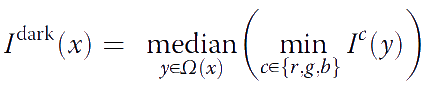 I^dark(x) = median_{y∈Ω(x)} ( min_{c∈{r,g,b}} I^c(y) )